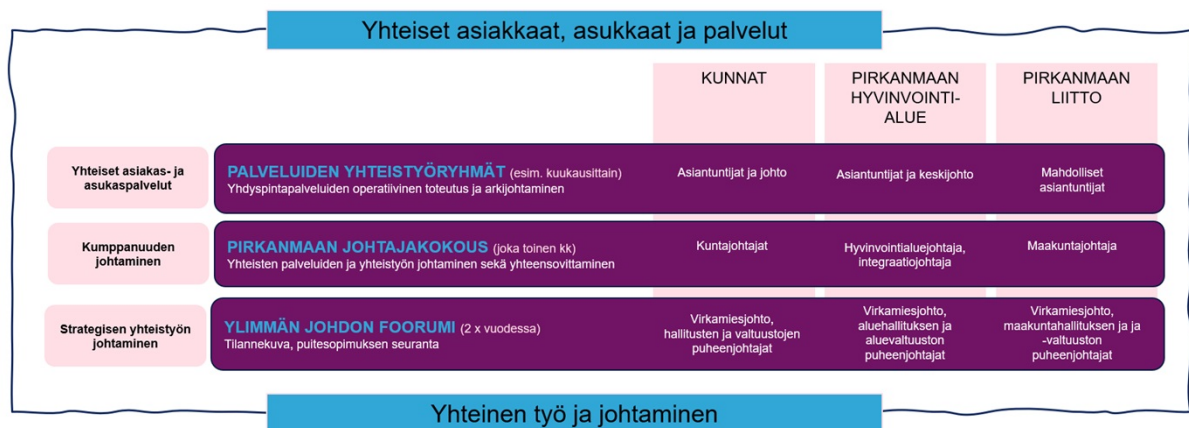 Yhteiset asiakkaat, asukkaat ja palvelut
KUNNAT
PIRKANMAAN
HYVINVOINTI-
ALUE
PIRKANMAAN
LIITTO
Yhteiset asiakas- ja
asukaspalvelut
PALVELUIDEN YHTEISTYÖRYHMÄT (esim. kuukausittain)
Yhdyspintapalveluiden operatiivinen toteutus ja arkijohtaminen
Asiantuntijat ja johto
Asiantuntijat ja keskijohto
Mahdolliset
asiantuntijat
Kumppanuuden
johtaminen
PIRKANMAAN JOHTAJAKOKOUS (joka toinen kk)
Yhteisten palveluiden ja yhteistyön johtaminen sekä yhteensovittaminen
Kuntajohtajat
Hyvinvointialuejohtaja,
integraatiojohtaja
Maakuntajohtaja
Strategisen yhteistyön
johtaminen
YLIMMÄN JOHDON FOORUMI (2 x vuodessa)
Tilannekuva, puitesopimuksen seuranta
Virkamiesjohto,
hallitusten ja valtuustojen
puheenjohtajat
Virkamiesjohto,
aluehallituksen ja
aluevaltuuston
puheenjohtajat
Virkamiesjohto,
maakuntahallituksen ja ja
-valtuuston
puheenjohtajat
Yhteinen työ ja johtaminen